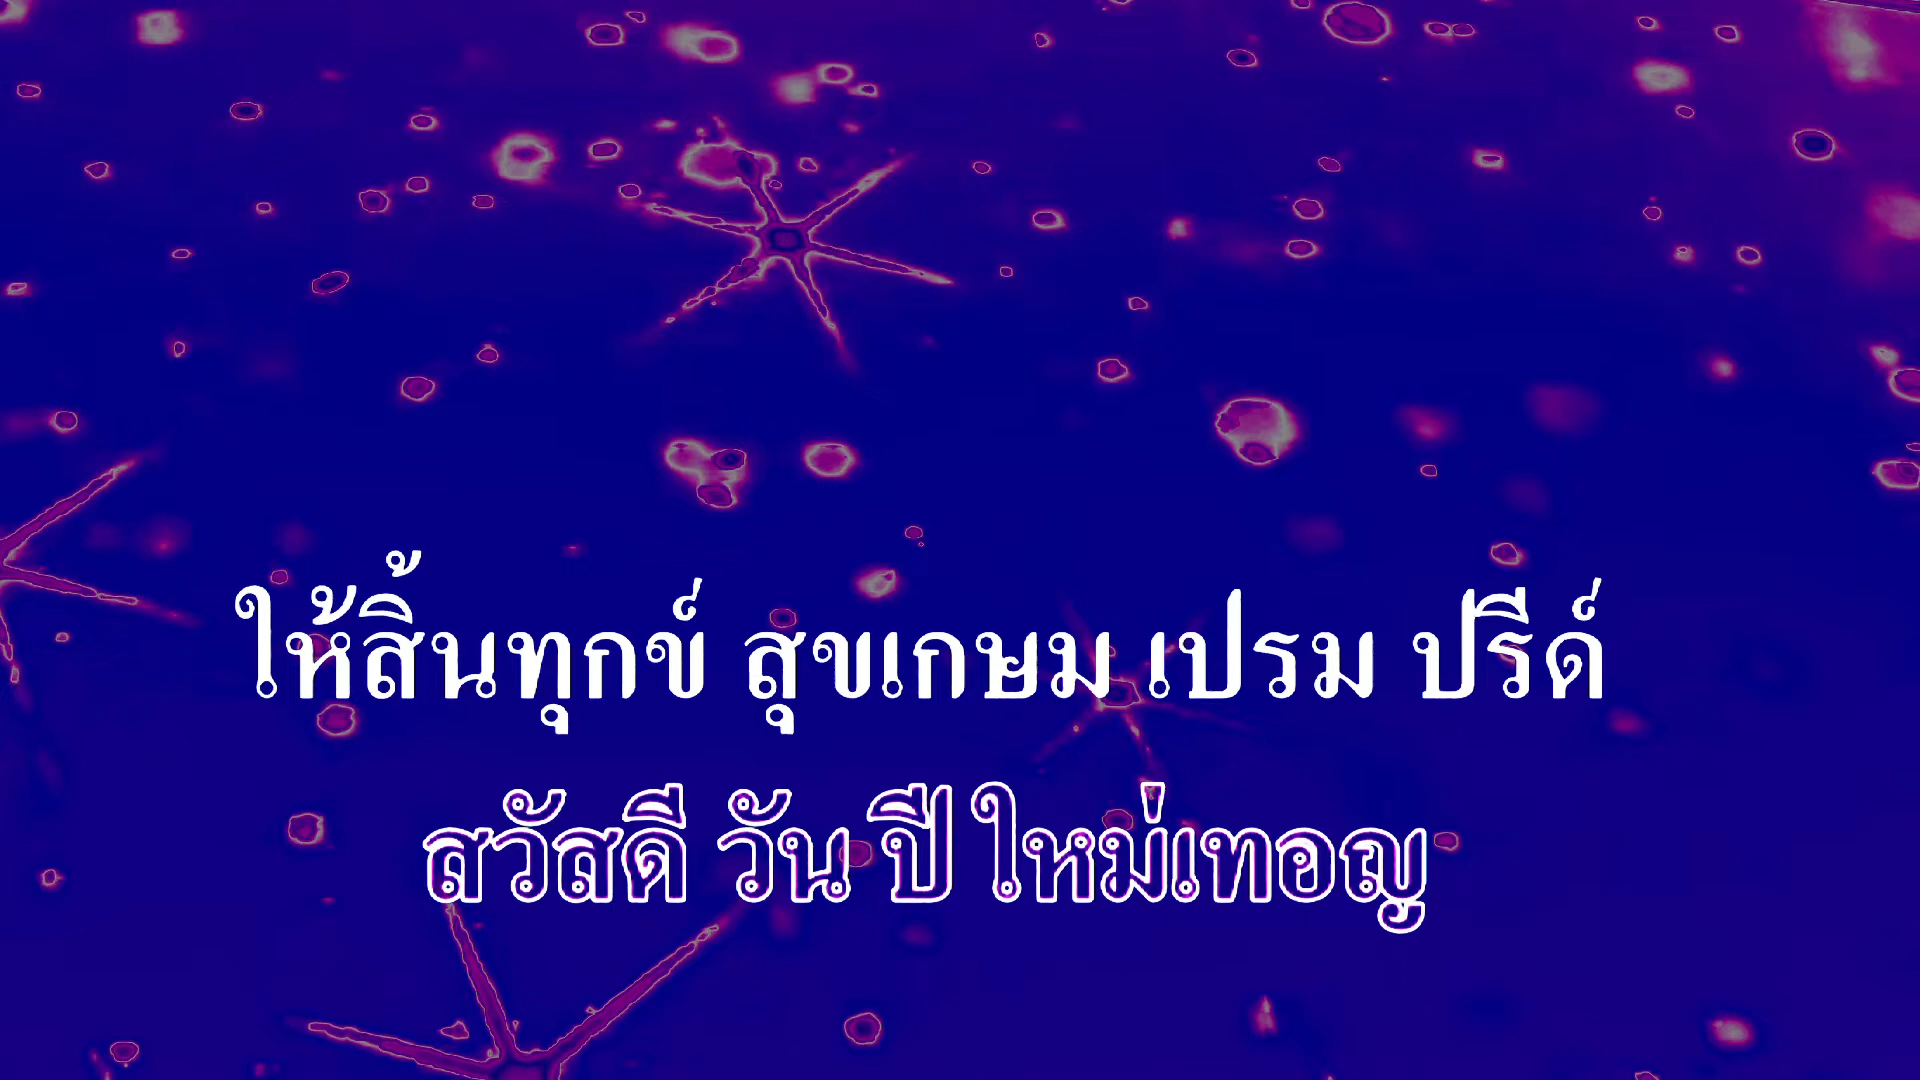 ให้สิ้นทุกข์ สุขเกษม เปรม ปรีด์
สวัสดี วัน ปี ใหม่เทอญ